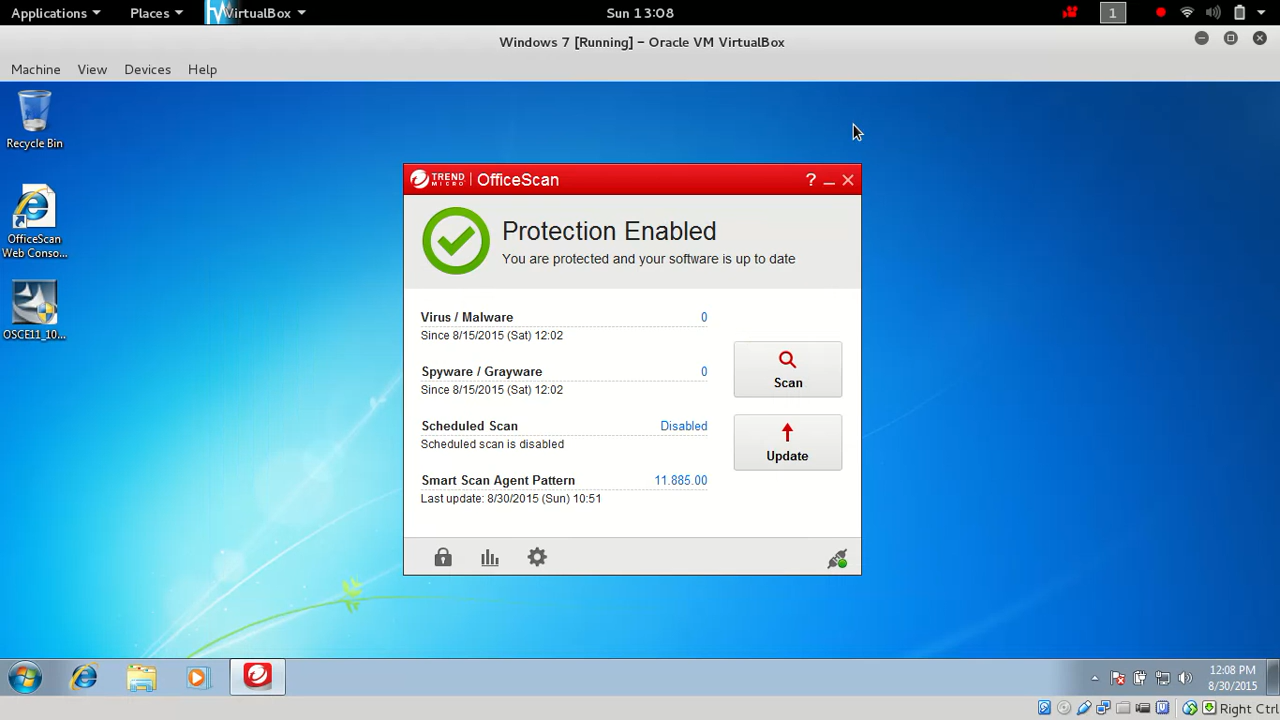 Applications Places VirtualBox Sun 13:08 1
Windows 7 [Running] – Oracle VM VirtualBox
Machine View Devices Help
Recycle Bin
OfficeScan
Web Conso...
OSCE11_10...
TREND MICRO OfficeScan ?
Protection Enabled
You are protected and your software is up to date
Virus / Malware 0
Since 8/15/2015 (Sat) 12:02
Spyware / Grayware 0
Since 8/15/2015 (Sat) 12:02
Scheduled Scan Disabled
Scheduled scan is disabled
Smart Scan Agent Pattern 11.885.00
Last update: 8/30/2015 (Sun) 10:51
Scan
Update
12:08 PM
8/30/2015
Right Ctrl